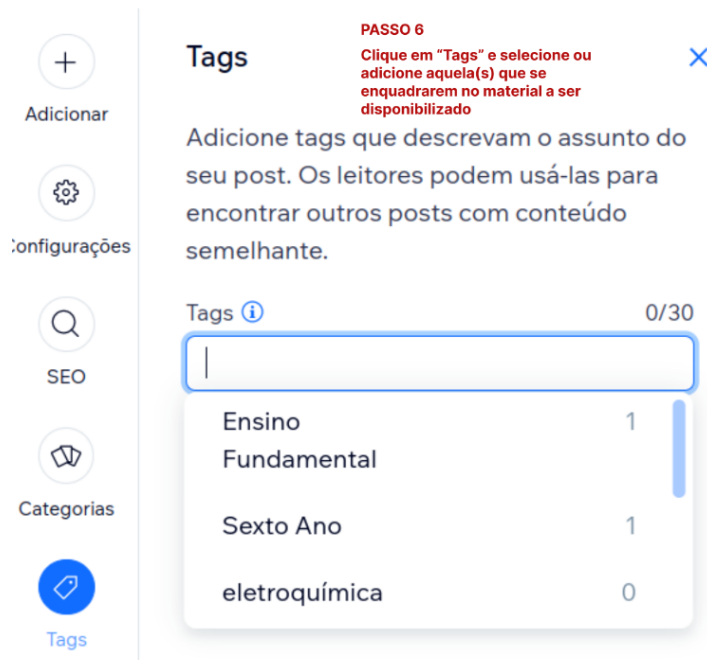 PASSO 6
Clique em “Tags” e selecione ou
adicione aquela(s) que se
enquadrarem no material a ser
disponibilizado
Adicionar
onfigurações
SEO
Categorias
Tags
Tags
Adicione tags que descrevam o assunto do
seu post. Os leitores podem usá-las para
encontrar outros posts com conteúdo
semelhante.
Tags 0/30
Ensino 1
Fundamental
Sexto Ano 1
eletroquímica 0